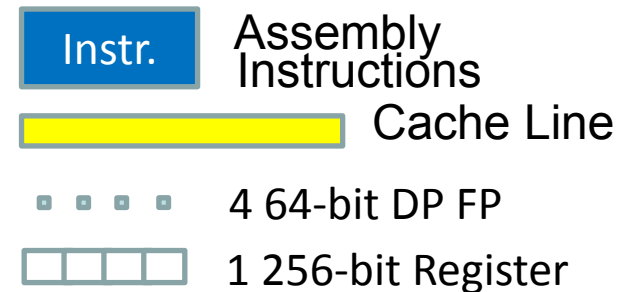 Instr.
Assembly
Instructions
Cache Line
4 64-bit DP FP
1 256-bit Register